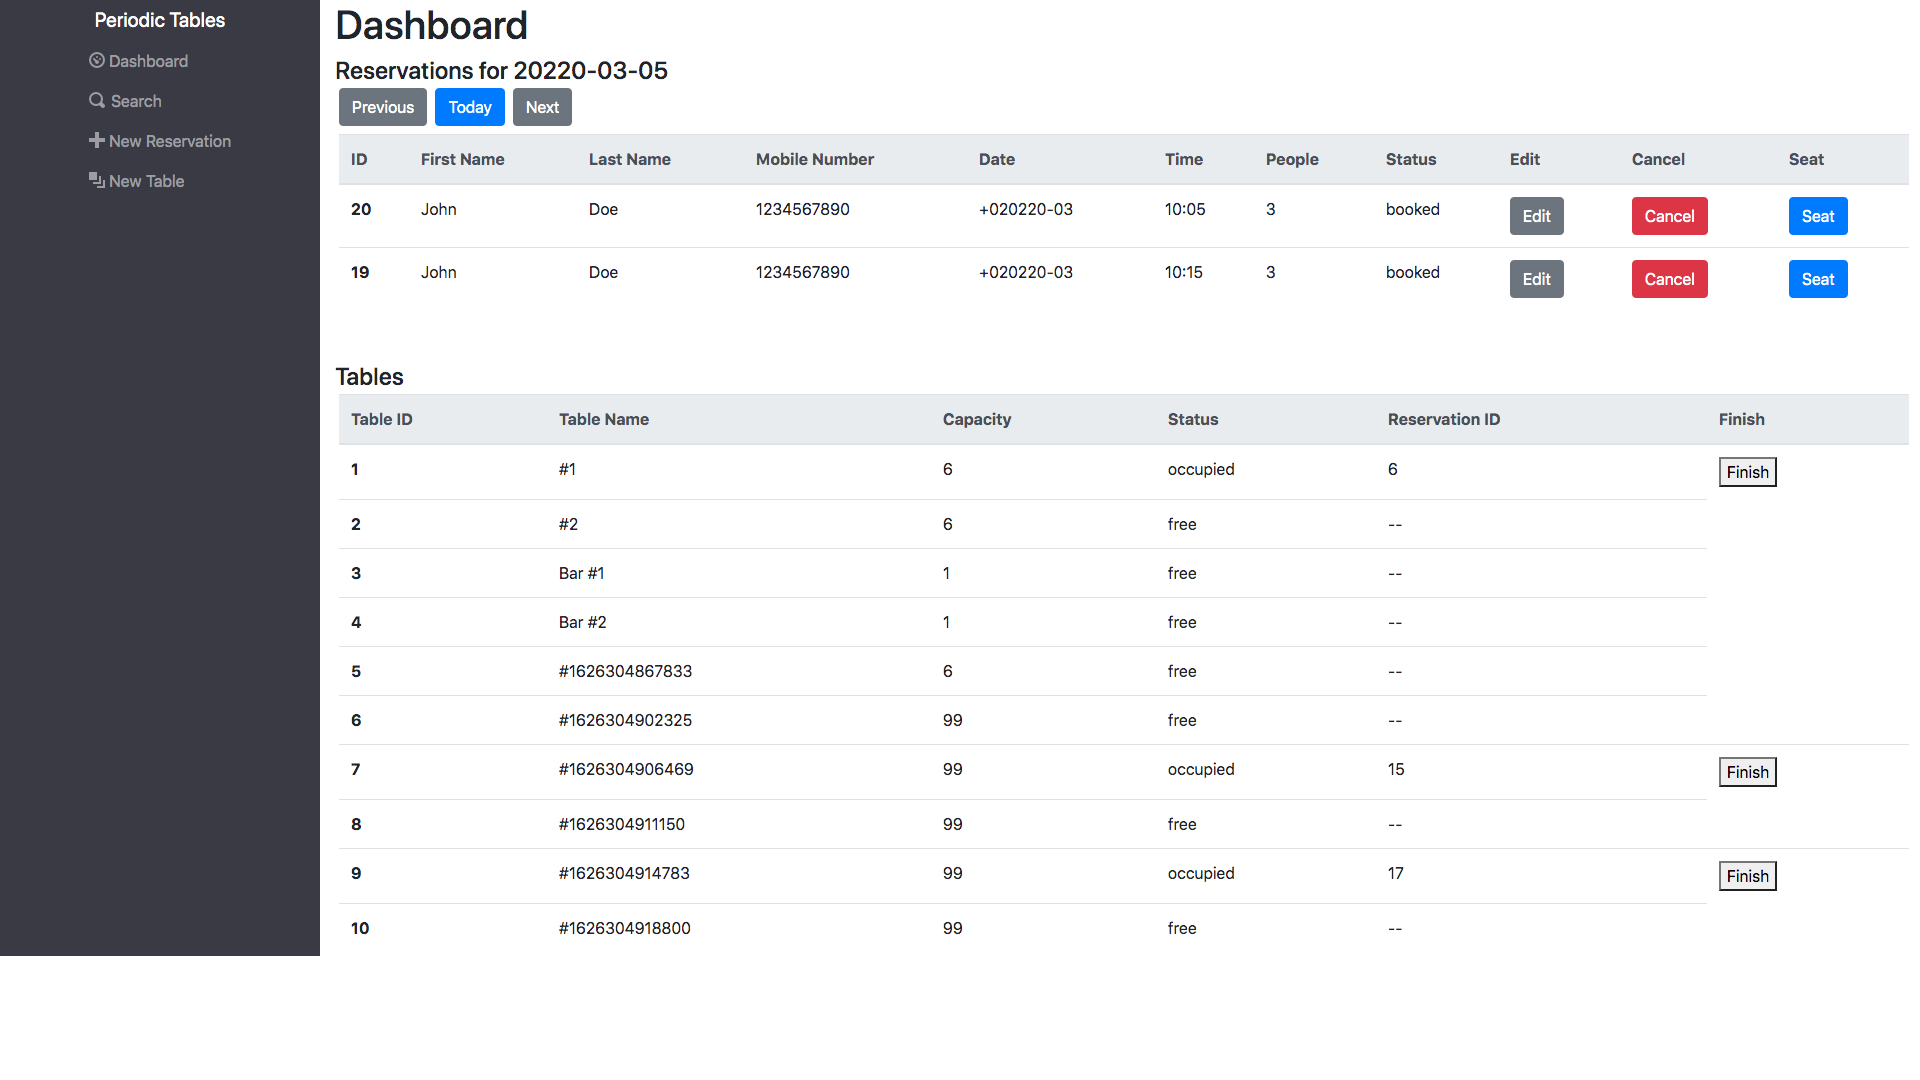 Periodic Tables
Dashboard
Search
New Reservation
New Table
Dashboard
Reservations for 20220-03-05
Previous Today Next
ID First Name Last Name Mobile Number Date Time People Status Edit Cancel Seat
20 John Doe 1234567890 +020220-03 10:05 3 booked Edit Cancel Seat
19 John Doe 1234567890 +020220-03 10:15 3 booked Edit Cancel Seat
Tables
Table ID Table Name Capacity Status Reservation ID Finish
1 #1 6 occupied 6 Finish
2 #2 6 free --
3 Bar #1 1 free --
4 Bar #2 1 free --
5 #1626304867833 6 free --
6 #1626304902325 99 free --
7 #1626304906469 99 occupied 15 Finish
8 #1626304911150 99 free --
9 #1626304914783 99 occupied 17 Finish
10 #1626304918800 99 free --